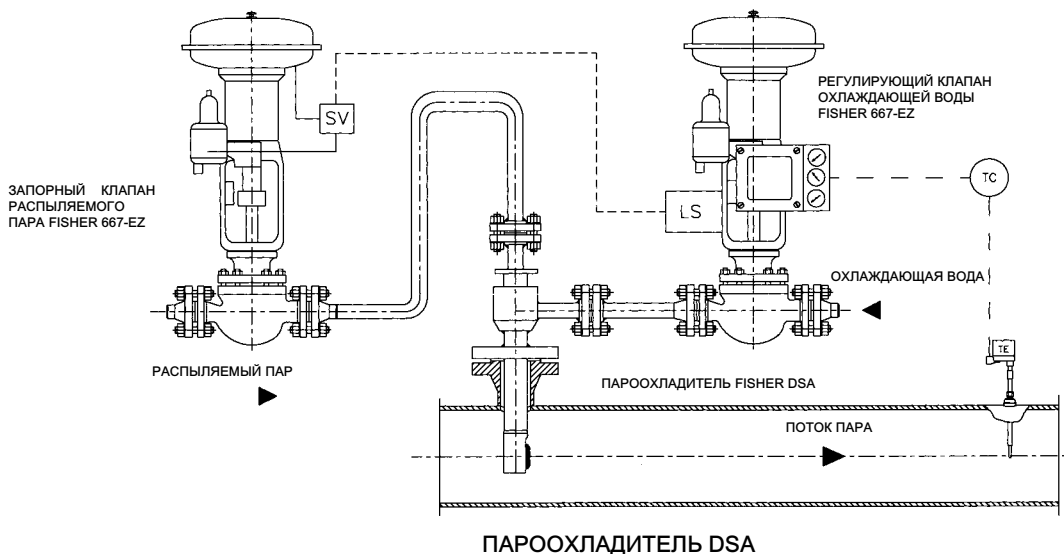 SV
РЕГУЛИРУЮЩИЙ КЛАПАН
ОХЛАЖДАЮЩЕЙ ВОДЫ
FISHER 667-EZ
ЗАПОРНЫЙ КЛАПАН
РАСПЫЛЯЕМОГО
ПАРА FISHER 667-EZ
LS
TC
ОХЛАЖДАЮЩАЯ ВОДА
РАСПЫЛЯЕМЫЙ ПАР
TE
ПАРООХЛАДИТЕЛЬ FISHER DSA
ПОТОК ПАРА
ПАРООХЛАДИТЕЛЬ DSA